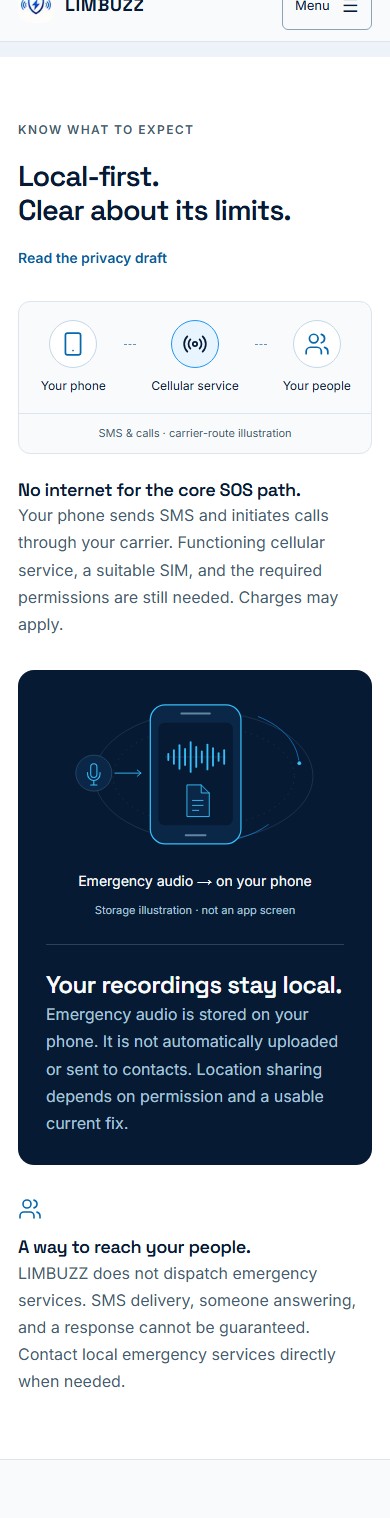 LIMBUZZ
Menu
KNOW WHAT TO EXPECT
Local-first.
Clear about its limits.
Read the privacy draft
Your phone
Cellular service
Your people
SMS & calls · carrier-route illustration
No internet for the core SOS path.
Your phone sends SMS and initiates calls
through your carrier. Functioning cellular
service, a suitable SIM, and the required
permissions are still needed. Charges may
apply.
Emergency audio → on your phone
Storage illustration · not an app screen
Your recordings stay local.
Emergency audio is stored on your
phone. It is not automatically uploaded
or sent to contacts. Location sharing
depends on permission and a usable
current fix.
A way to reach your people.
LIMBUZZ does not dispatch emergency
services. SMS delivery, someone answering,
and a response cannot be guaranteed.
Contact local emergency services directly
when needed.